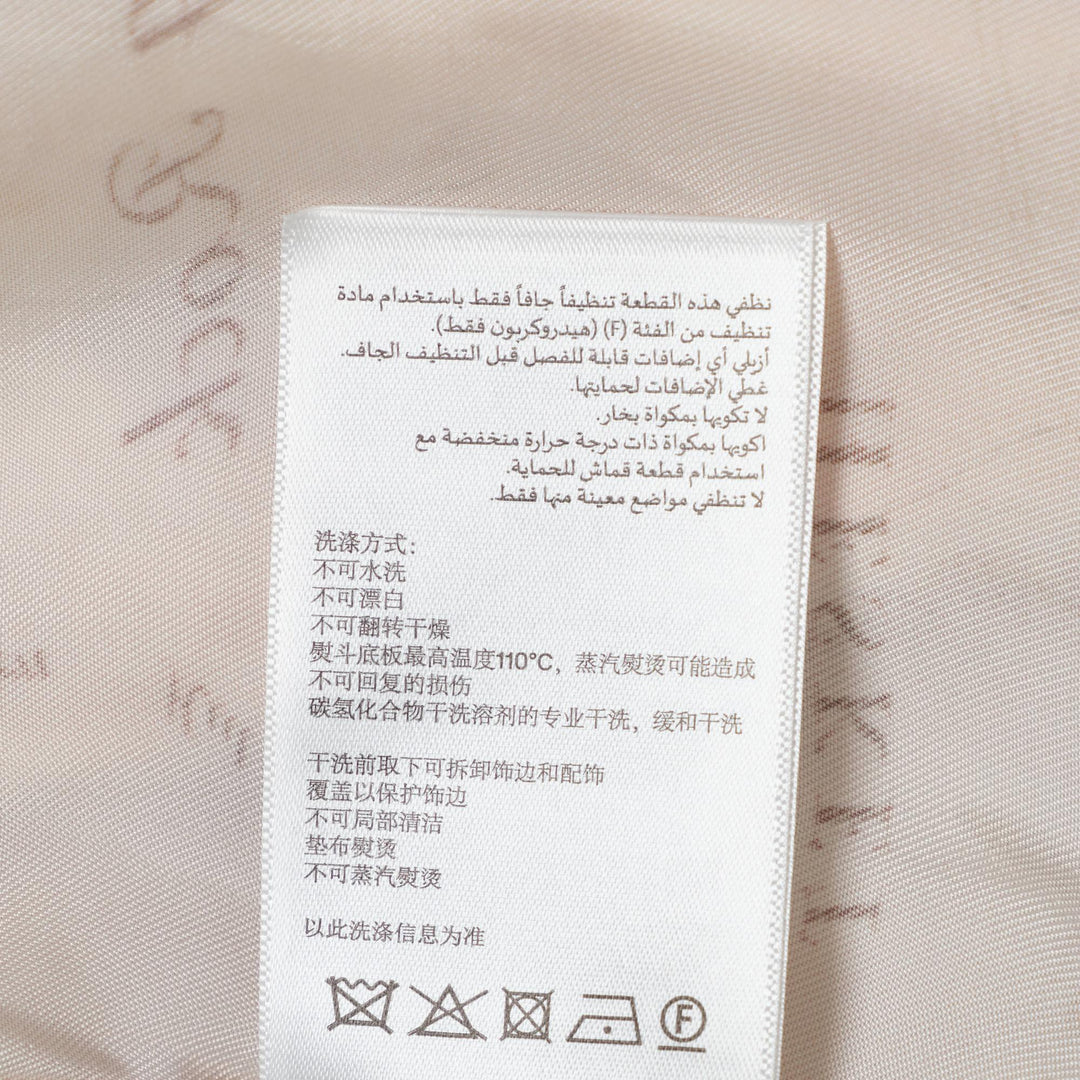 نظفي هذه القطعة تنظيفاً جافاً فقط باستخدام مادة
تنظيف من الفئة (F) (هيدروكربون فقط).
أزيلي أي إضافات قابلة للفصل قبل التنظيف الجاف.
غطي الإضافات لحمايتها.
لا تكويها بمكواة بخار.
اكويها بمكواة ذات درجة حرارة منخفضة مع
استخدام قطعة قماش للحماية.
لا تنظفي مواضع معينة منها فقط.
洗涤方式：
不可水洗
不可漂白
不可翻转干燥
熨斗底板最高温度110°C，蒸汽熨烫可能造成
不可回复的损伤
碳氢化合物干洗溶剂的专业干洗，缓和干洗
干洗前取下可拆卸饰边和配饰
覆盖以保护饰边
不可局部清洁
垫布熨烫
不可蒸汽熨烫
以此洗涤信息为准
F